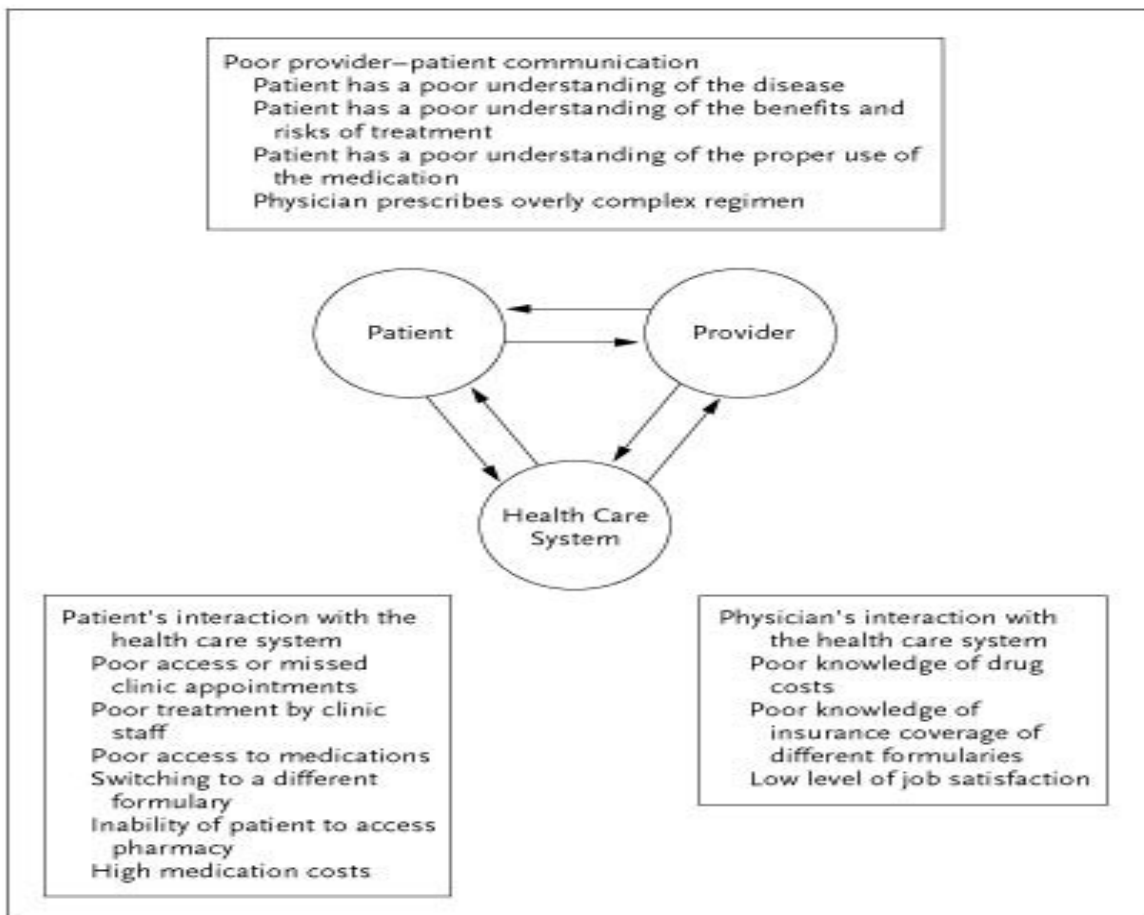 Poor provider–patient communication
Patient has a poor understanding of the disease
Patient has a poor understanding of the benefits and
risks of treatment
Patient has a poor understanding of the proper use of
the medication
Physician prescribes overly complex regimen
Patient
Provider
Health Care
System
Patient's interaction with the
health care system
Poor access or missed
clinic appointments
Poor treatment by clinic
staff
Poor access to medications
Switching to a different
formulary
Inability of patient to access
pharmacy
High medication costs
Physician's interaction with
the health care system
Poor knowledge of drug
costs
Poor knowledge of
insurance coverage of
different formularies
Low level of job satisfaction